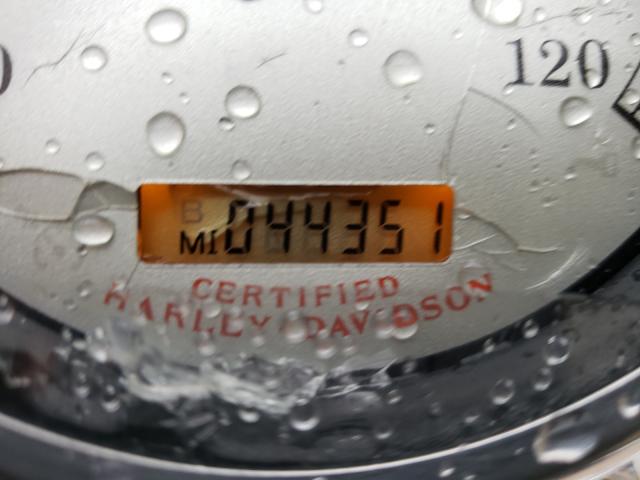 120
B
MI 044351
CERTIFIED
HARLEY DAVIDSON